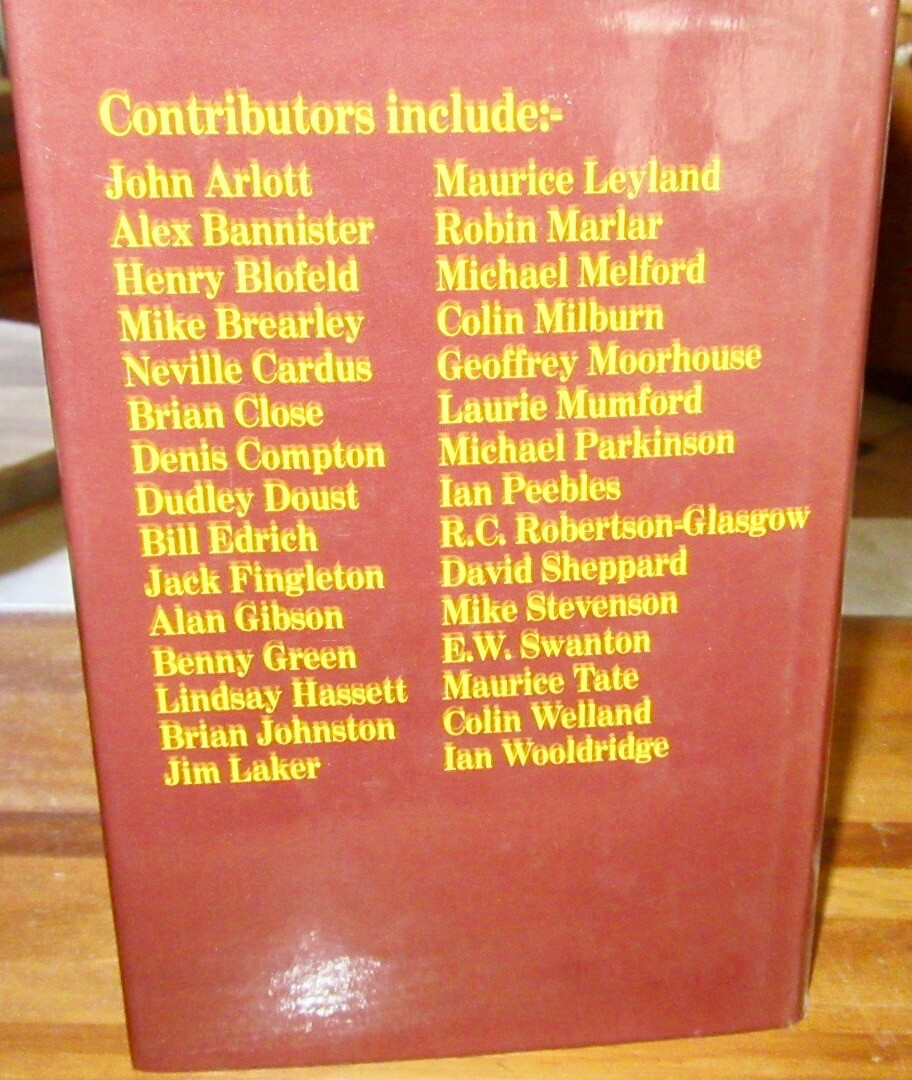 Contributors include:-
John Arlott
Alex Bannister
Henry Blofeld
Mike Brearley
Neville Cardus
Brian Close
Denis Compton
Dudley Doust
Bill Edrich
Jack Fingleton
Alan Gibson
Benny Green
Lindsay Hassett
Brian Johnston
Jim Laker
Maurice Leyland
Robin Marlar
Michael Melford
Colin Milburn
Geoffrey Moorhouse
Laurie Mumford
Michael Parkinson
Ian Peebles
R.C. Robertson-Glasgow
David Sheppard
Mike Stevenson
E.W. Swanton
Maurice Tate
Colin Welland
Ian Wooldridge